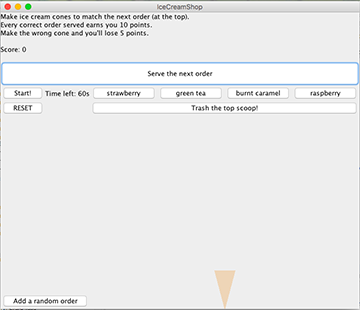 IceCreamShop
Make ice cream cones to match the next order (at the top).
Every correct order served earns you 10 points.
Make the wrong cone and you'll lose 5 points.
Score: 0
Serve the next order
Start! Time left: 60s strawberry green tea burnt caramel raspberry
RESET Trash the top scoop!
Add a random order